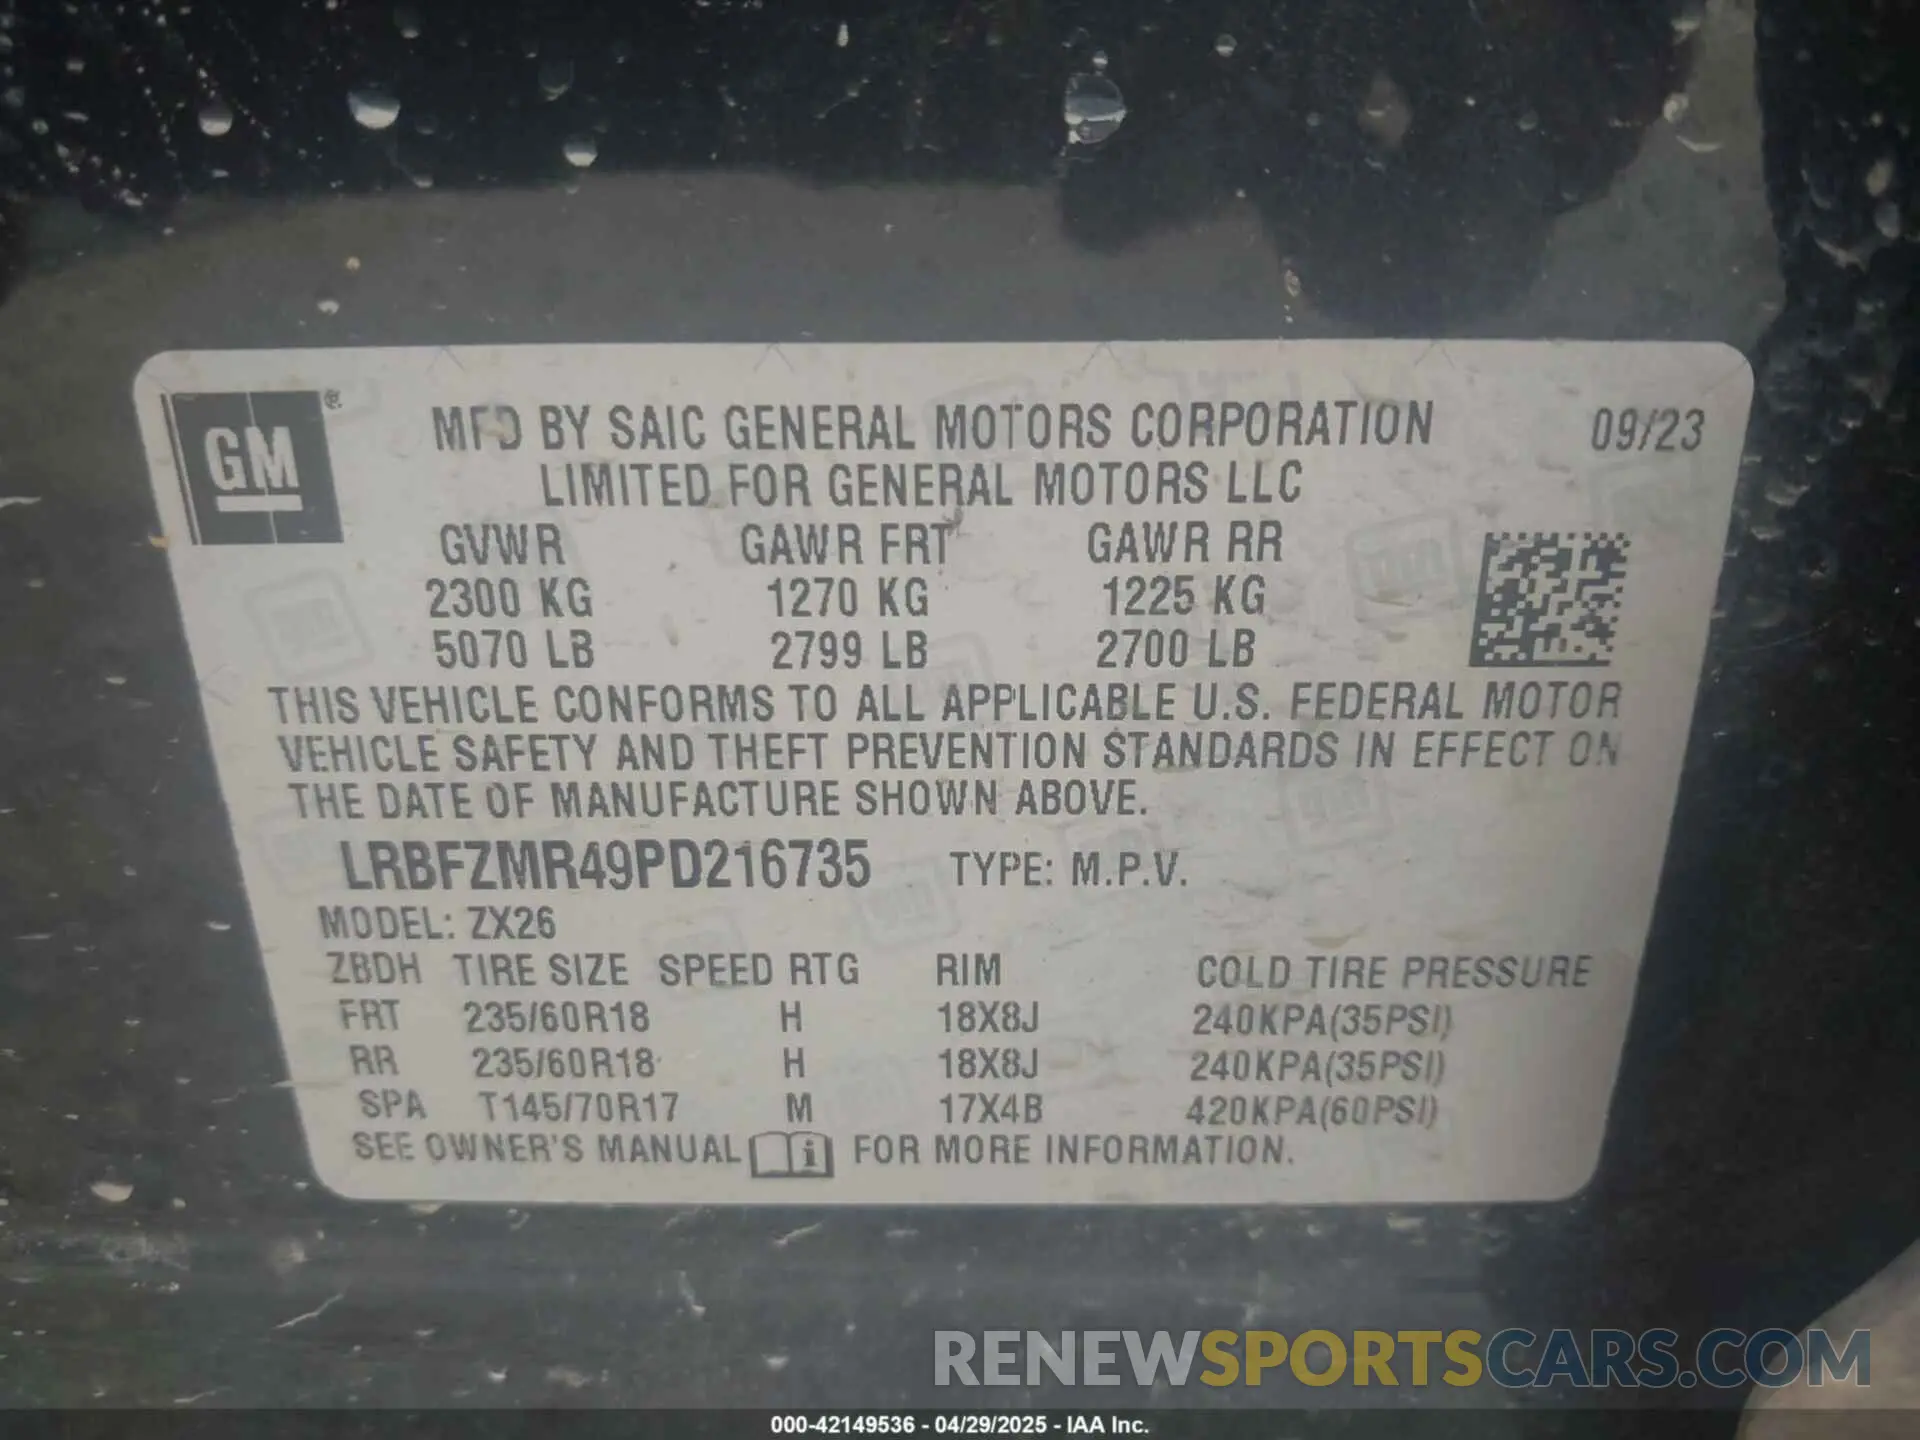 GM ®
MFD BY SAIC GENERAL MOTORS CORPORATION 09/23
LIMITED FOR GENERAL MOTORS LLC
GVWR GAWR FRT GAWR RR
2300 KG 1270 KG 1225 KG
5070 LB 2799 LB 2700 LB
THIS VEHICLE CONFORMS TO ALL APPLICABLE U.S. FEDERAL MOTOR
VEHICLE SAFETY AND THEFT PREVENTION STANDARDS IN EFFECT ON
THE DATE OF MANUFACTURE SHOWN ABOVE.
LRBFZMR49PD216735 TYPE: M.P.V.
MODEL: ZX26
ZBDH TIRE SIZE SPEED RTG RIM COLD TIRE PRESSURE
FRT 235/60R18 H 18X8J 240KPA(35PSI)
RR 235/60R18 H 18X8J 240KPA(35PSI)
SPA T145/70R17 M 17X4B 420KPA(60PSI)
SEE OWNER'S MANUAL i FOR MORE INFORMATION.
RENEWSPORTSCARS.COM
000-42149536 - 04/29/2025 - IAA Inc.